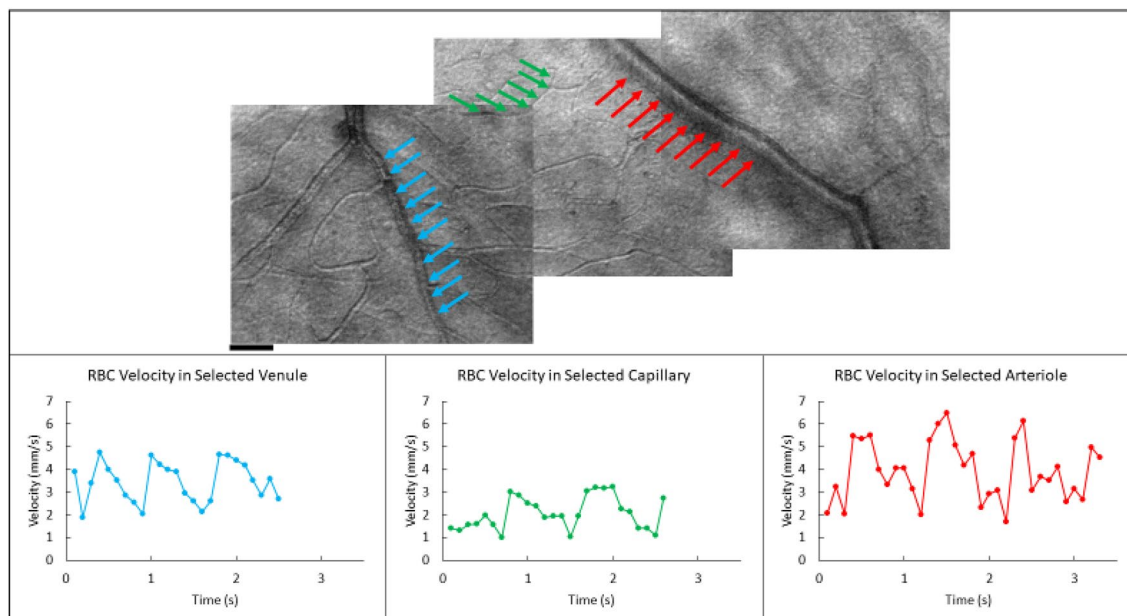 RBC Velocity in Selected Venule
Velocity (mm/s)
7
6
5
4
3
2
1
0
0 1 2 3
Time (s)
RBC Velocity in Selected Capillary
Velocity (mm/s)
7
6
5
4
3
2
1
0
0 1 2 3
Time (s)
RBC Velocity in Selected Arteriole
Velocity (mm/s)
7
6
5
4
3
2
1
0
0 1 2 3
Time (s)